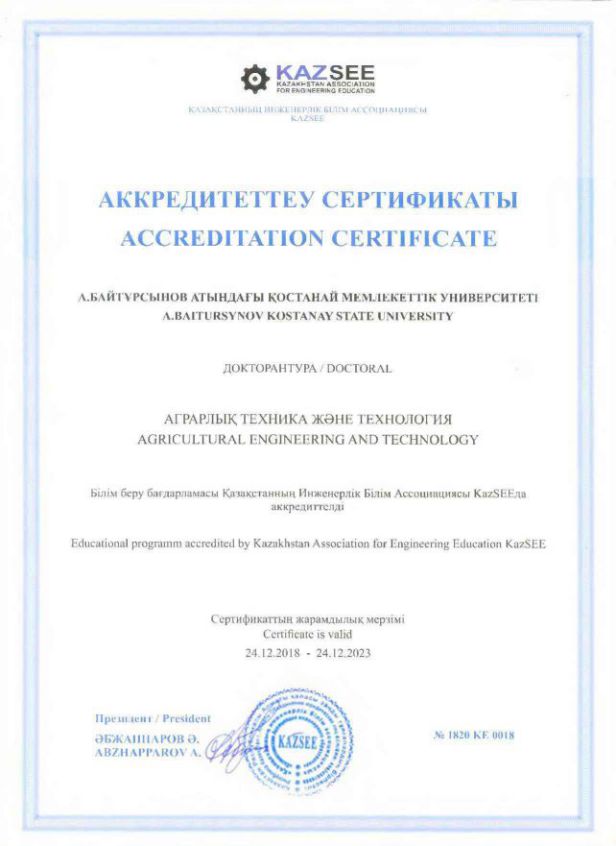 KAZSEE
KAZAKHSTAN ASSOCIATION
FOR ENGINEERING EDUCATION
ҚАЗАҚСТАННЫҢ ИНЖЕНЕРЛІК БІЛІМ АССОЦИАЦИЯСЫ
KAZSEE
АККРЕДИТЕТТЕУ СЕРТИФИКАТЫ
ACCREDITATION CERTIFICATE
А.БАЙТҰРСЫНОВ АТЫНДАҒЫ ҚОСТАНАЙ МЕМЛЕКЕТТІК УНИВЕРСИТЕТІ
A.BAITURSYNOV KOSTANAY STATE UNIVERSITY
ДОКТОРАНТУРА / DOCTORAL
АГРАРЛЫҚ ТЕХНИКА ЖӘНЕ ТЕХНОЛОГИЯ
AGRICULTURAL ENGINEERING AND TECHNOLOGY
Білім беру бағдарламасы Қазақстанның Инженерлік Білім Ассоциациясы KazSEEда
аккредиттелді
Educational programm accredited by Kazakhstan Association for Engineering Education KazSEE
Сертификаттың жарамдылық мерзімі
Certificate is valid
24.12.2018 - 24.12.2023
Президент / President
ӘБЖАППАРОВ Ә.
ABZHAPPAROV A.
KAZSEE
№ 1820 KE 0018